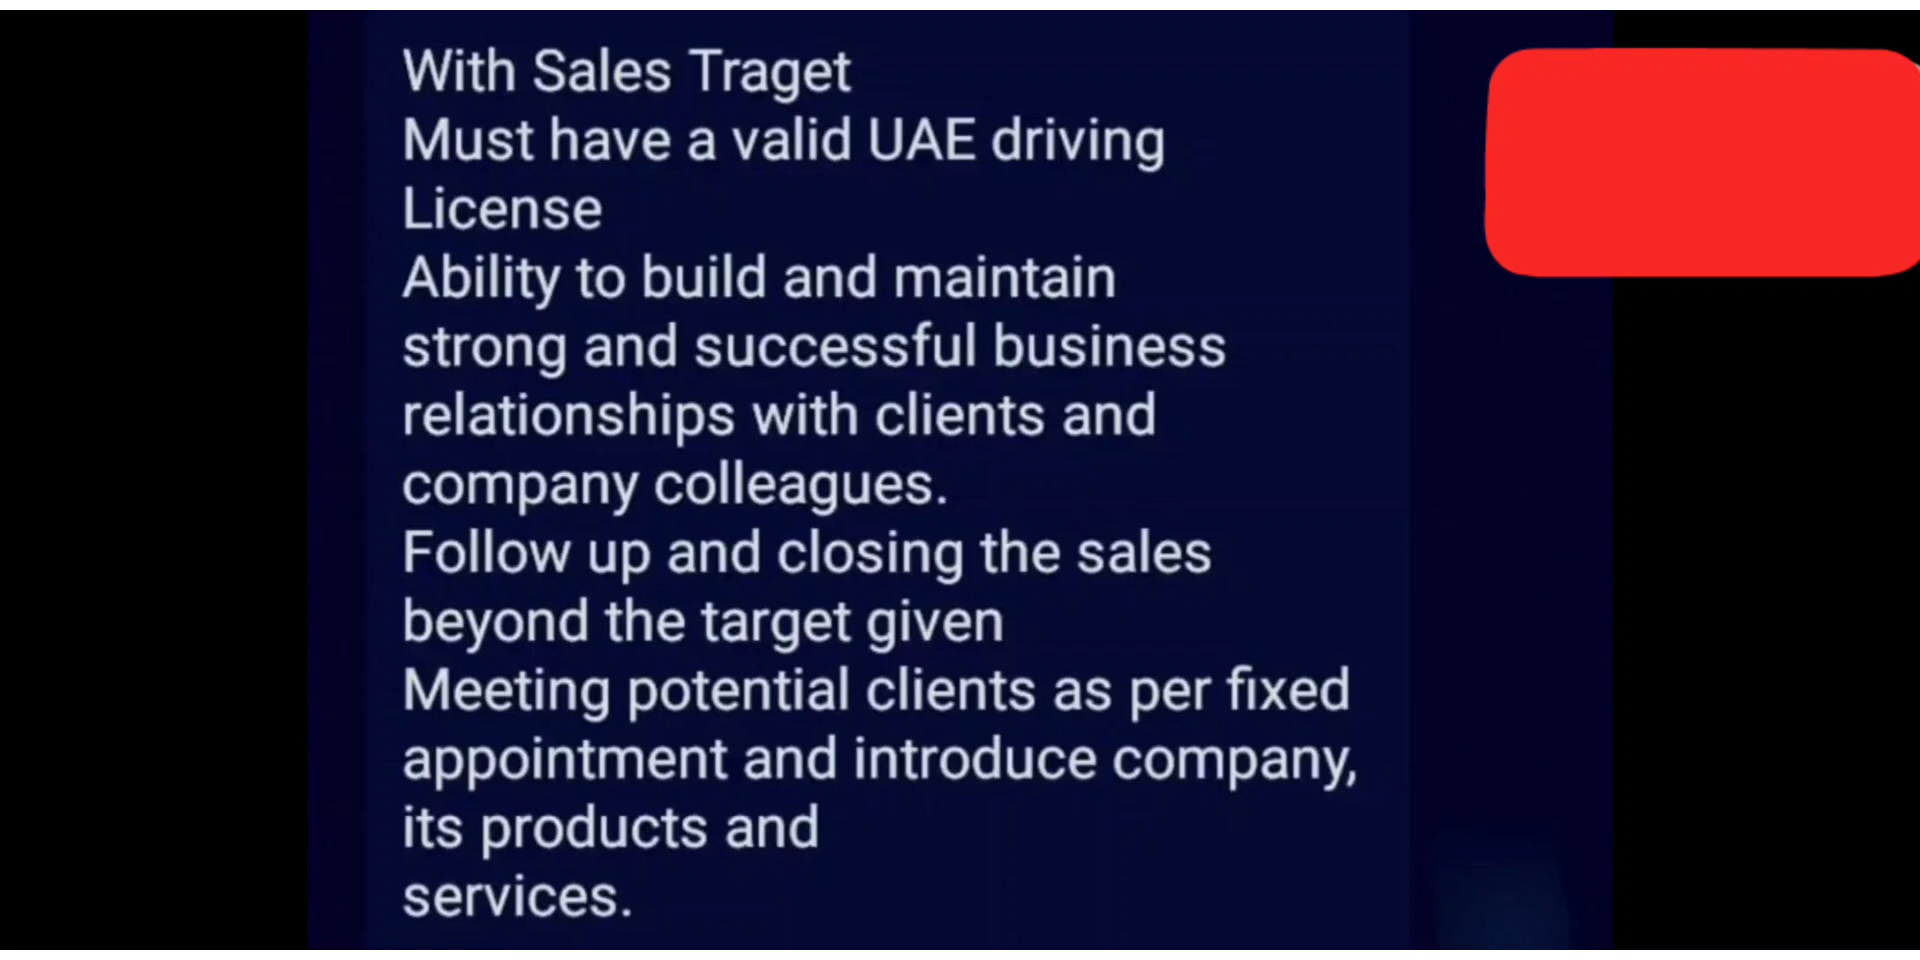 With Sales Traget
Must have a valid UAE driving
License
Ability to build and maintain
strong and successful business
relationships with clients and
company colleagues.
Follow up and closing the sales
beyond the target given
Meeting potential clients as per fixed
appointment and introduce company,
its products and
services.